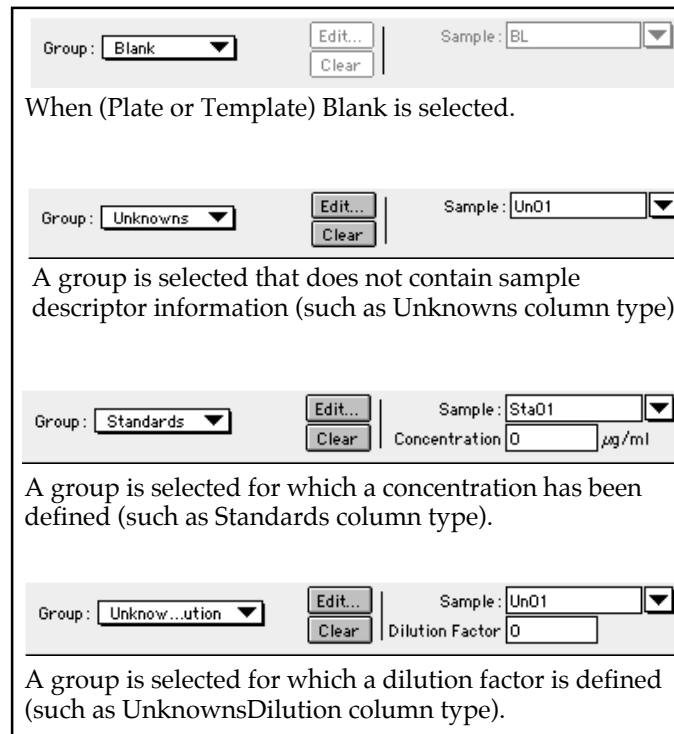 Group: Blank Edit... Sample: BL
Clear
When (Plate or Template) Blank is selected.
Group: Unknowns Edit... Sample: Un01
Clear
A group is selected that does not contain sample
descriptor information (such as Unknowns column type)
Group: Standards Edit... Sample: Sta01
Clear Concentration 0 µg/ml
A group is selected for which a concentration has been
defined (such as Standards column type).
Group: Unknow...ution Edit... Sample: Un01
Clear Dilution Factor 0
A group is selected for which a dilution factor is defined
(such as UnknownsDilution column type).